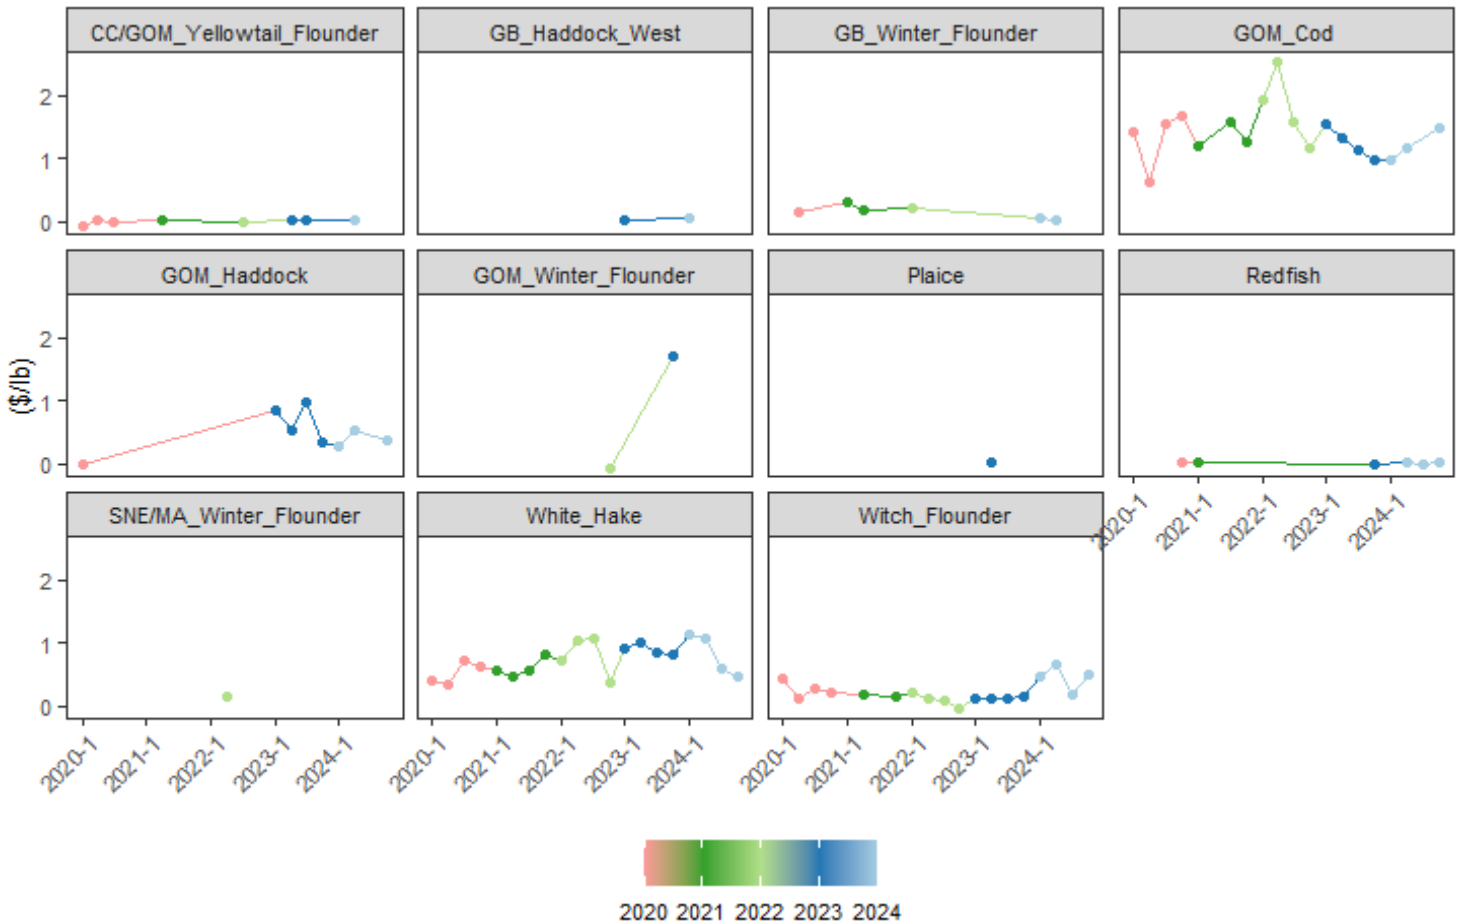 CC/GOM_Yellowtail_Flounder GB_Haddock_West GB_Winter_Flounder GOM_Cod
2
1
0
GOM_Haddock GOM_Winter_Flounder Plaice Redfish
($/lb)
2
1
0
2020-1 2021-1 2022-1 2023-1 2024-1
SNE/MA_Winter_Flounder White_Hake Witch_Flounder
2
1
0
2020-1 2021-1 2022-1 2023-1 2024-1 2020-1 2021-1 2022-1 2023-1 2024-1 2020-1 2021-1 2022-1 2023-1 2024-1
2020 2021 2022 2023 2024